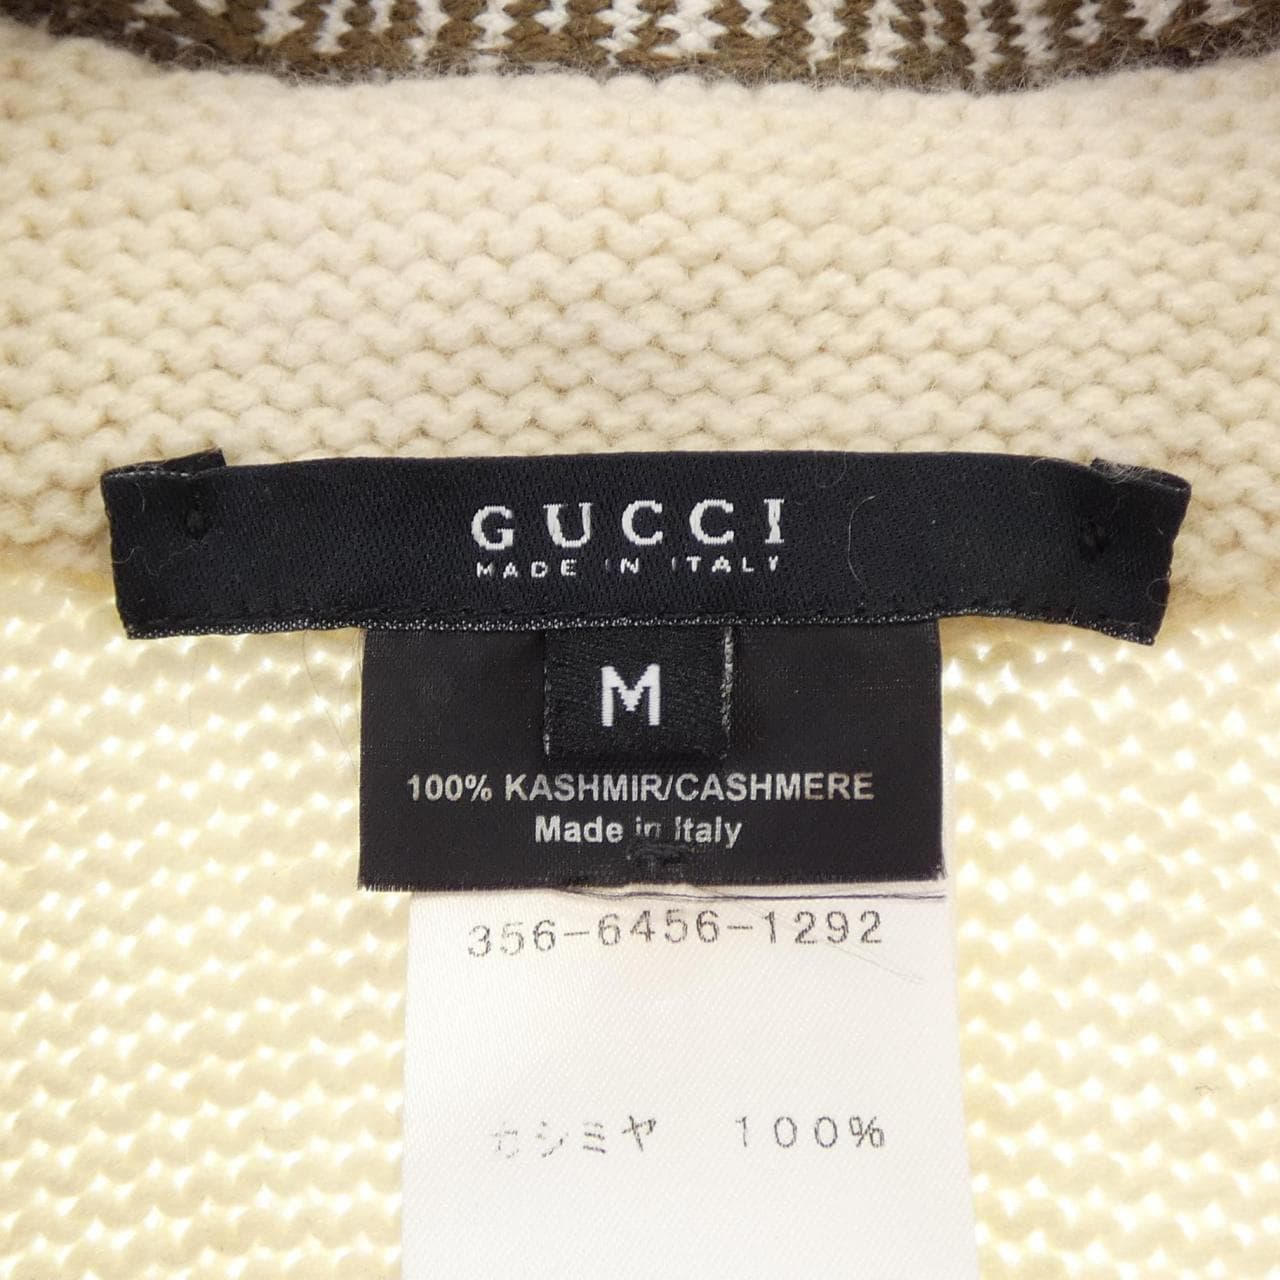 GUCCI
MADE IN ITALY
M
100% KASHMIR/CASHMERE
Made in Italy
356-6456-1292
カシミヤ 100%